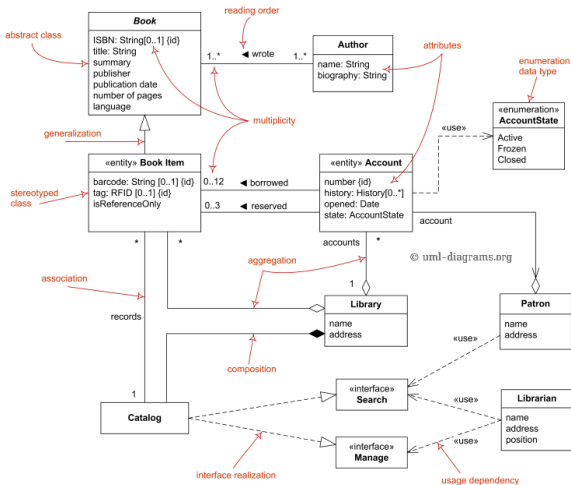 reading order
Book
abstract class
ISBN: String[0..1] {id}
title: String
summary
publisher
publication date
number of pages
language
1..*
◄ wrote
1..*
Author
name: String
biography: String
attributes
enumeration
data type
«enumeration»
AccountState
Active
Frozen
Closed
multiplicity
generalization
«use»
«entity» Book Item
barcode: String [0..1] {id}
tag: RFID [0..1] {id}
isReferenceOnly
stereotyped
class
0..12
◄ borrowed
0..3
◄ reserved
«entity» Account
number {id}
history: History[0..*]
opened: Date
state: AccountState
account
*
*
accounts
*
© uml-diagrams.org
aggregation
association
1
records
Library
name
address
Patron
name
address
composition
«use»
«interface»
Search
«use»
Librarian
name
address
position
1
Catalog
«interface»
Manage
«use»
interface realization
usage dependency